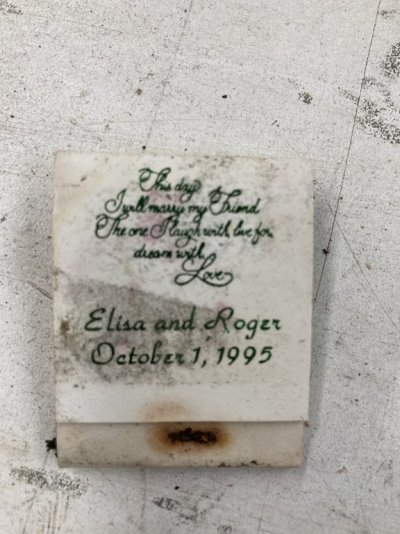 This day
I will marry my Friend
The one I laugh with, live for,
dream with,
Love
Elisa and Roger
October 1, 1995